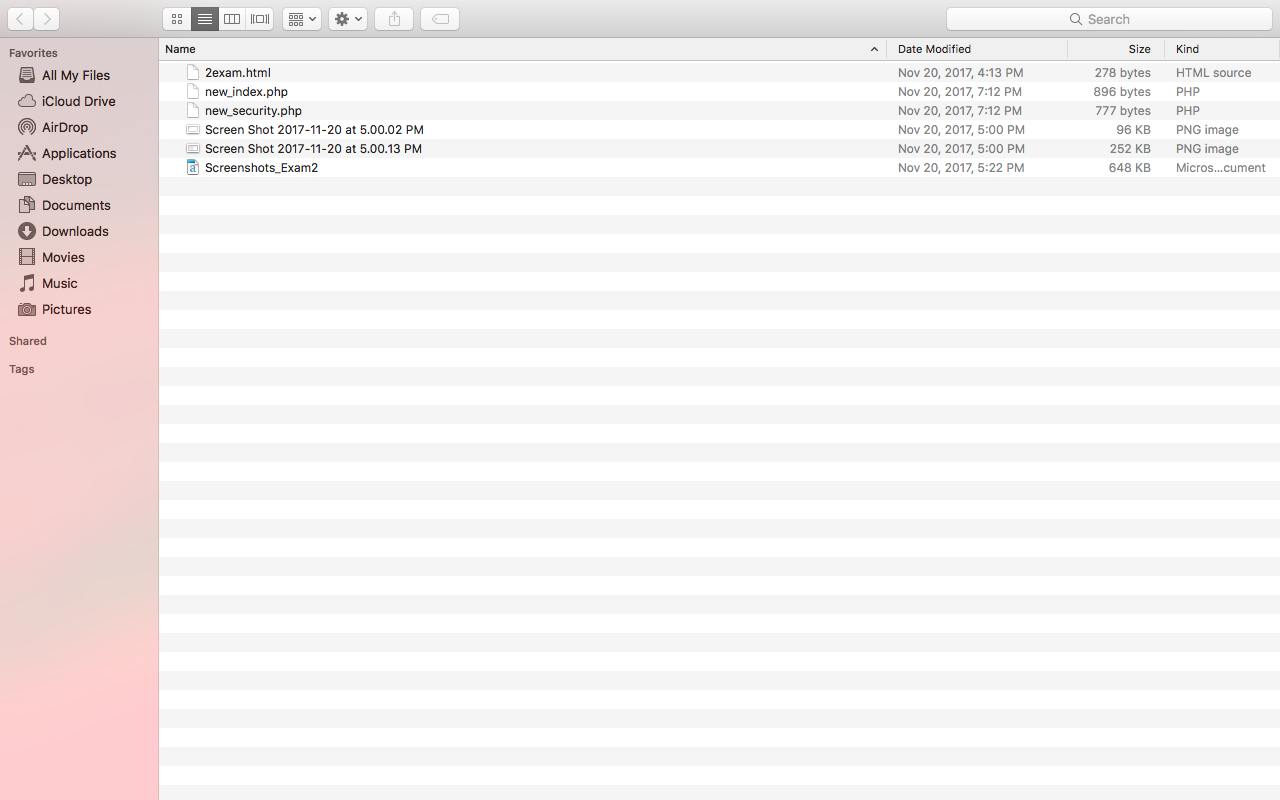 Search
Favorites
All My Files
iCloud Drive
AirDrop
Applications
Desktop
Documents
Downloads
Movies
Music
Pictures
Shared
Tags
Name Date Modified Size Kind
2exam.html Nov 20, 2017, 4:13 PM 278 bytes HTML source
new_index.php Nov 20, 2017, 7:12 PM 896 bytes PHP
new_security.php Nov 20, 2017, 7:12 PM 777 bytes PHP
Screen Shot 2017-11-20 at 5.00.02 PM Nov 20, 2017, 5:00 PM 96 KB PNG image
Screen Shot 2017-11-20 at 5.00.13 PM Nov 20, 2017, 5:00 PM 252 KB PNG image
Screenshots_Exam2 Nov 20, 2017, 5:22 PM 648 KB Micros...cument